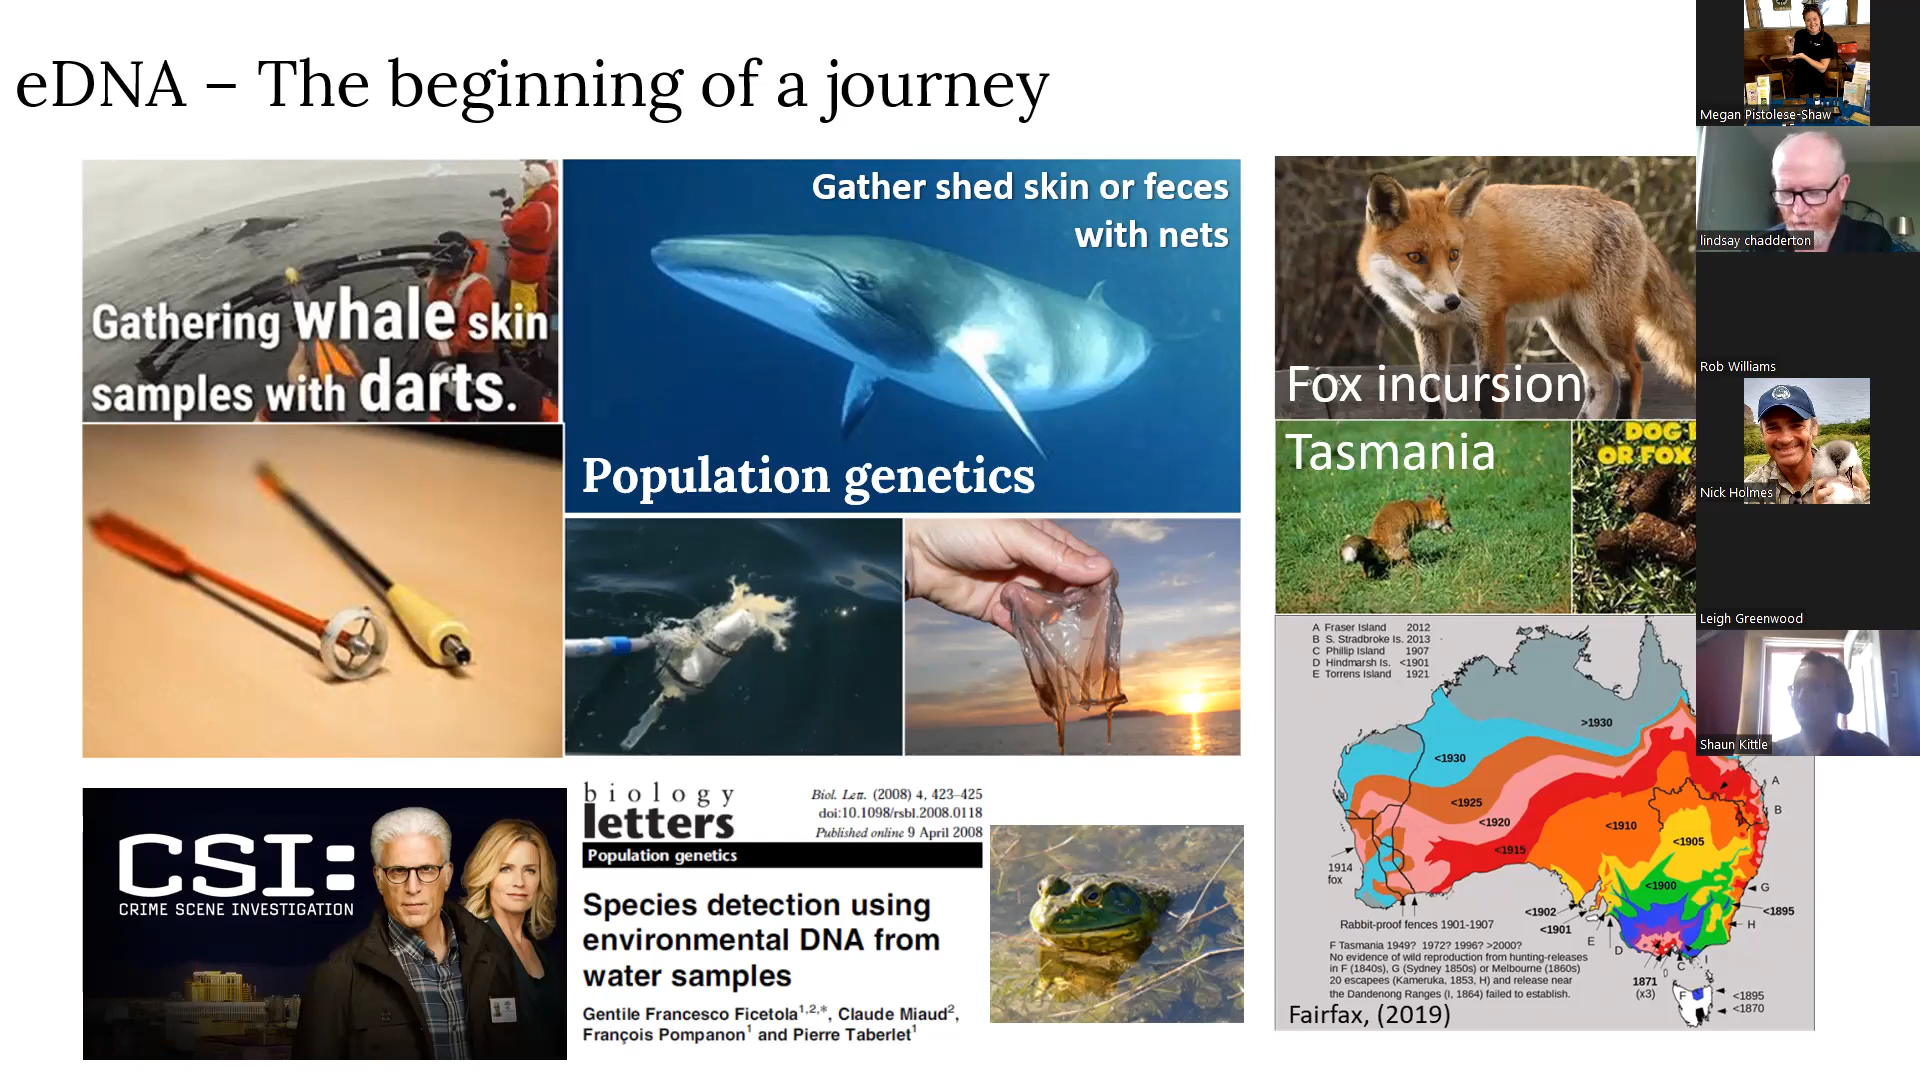 eDNA – The beginning of a journey
Gathering whale skin
samples with darts.
Gather shed skin or feces
with nets
Population genetics
CSI:
CRIME SCENE INVESTIGATION
biology
letters
Biol. Lett. (2008) 4, 423–425
doi:10.1098/rsbl.2008.0118
Published online 9 April 2008
Population genetics
Species detection using
environmental DNA from
water samples
Gentile Francesco Ficetola1,2,*, Claude Miaud2,
François Pompanon1 and Pierre Taberlet1
Fox incursion
Tasmania
DOG
OR FOX
A Fraser Island 2012
B S. Stradbroke Is. 2013
C Phillip Island 1907
D Hindmarsh Is. <1901
E Torrens Island 1921
>1930
<1930
<1925
<1920
<1915
<1910
<1905
<1900
1914
fox
A
B
G
<1895
H
<1902
<1901
E
D
C
I
Rabbit-proof fences 1901-1907
F Tasmania 1949? 1972? 1996? >2000?
No evidence of wild reproduction from hunting-releases
in F (1840s), G (Sydney 1850s) or Melbourne (1860s)
20 escapees (Kameruka, 1853, H) and release near
the Dandenong Ranges (I, 1864) failed to establish.
1871
(x3)
F
<1895
<1870
Fairfax, (2019)
Megan Pistolese-Shaw
lindsay chadderton
Rob Williams
Nick Holmes
Leigh Greenwood
Shaun Kittle